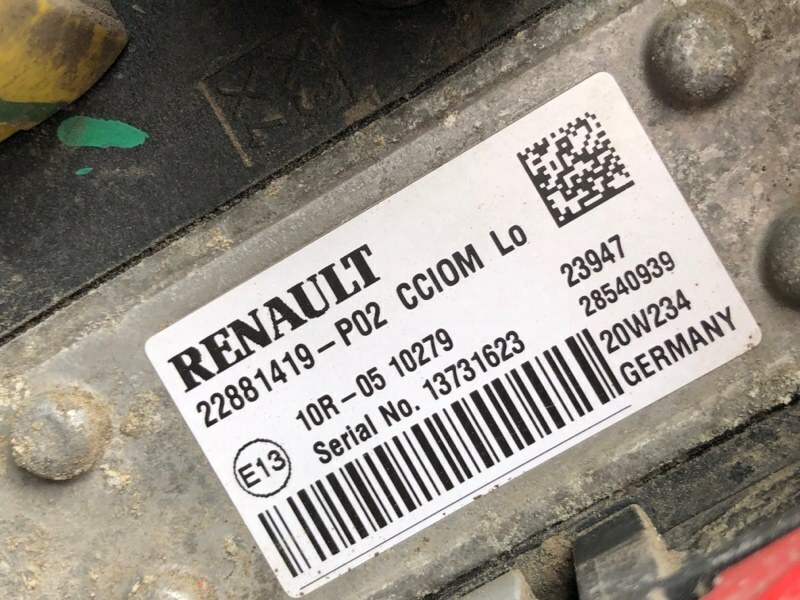 RENAULT
22881419-P02 CCIOM Lo
10R-05 10279
23947
Serial No. 13731623
28540939
E13
20W234
GERMANY